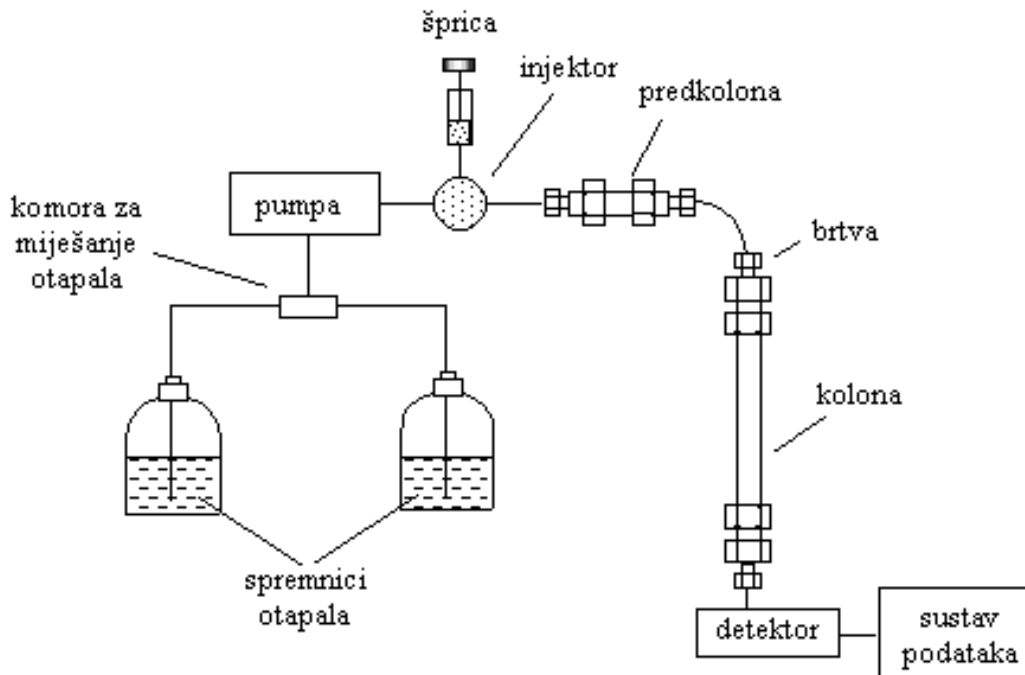 šprica
injektor
predkolona
pumpa
komora za
miješanje
otapala
brtva
kolona
spremnici
otapala
detektor
sustav
podataka